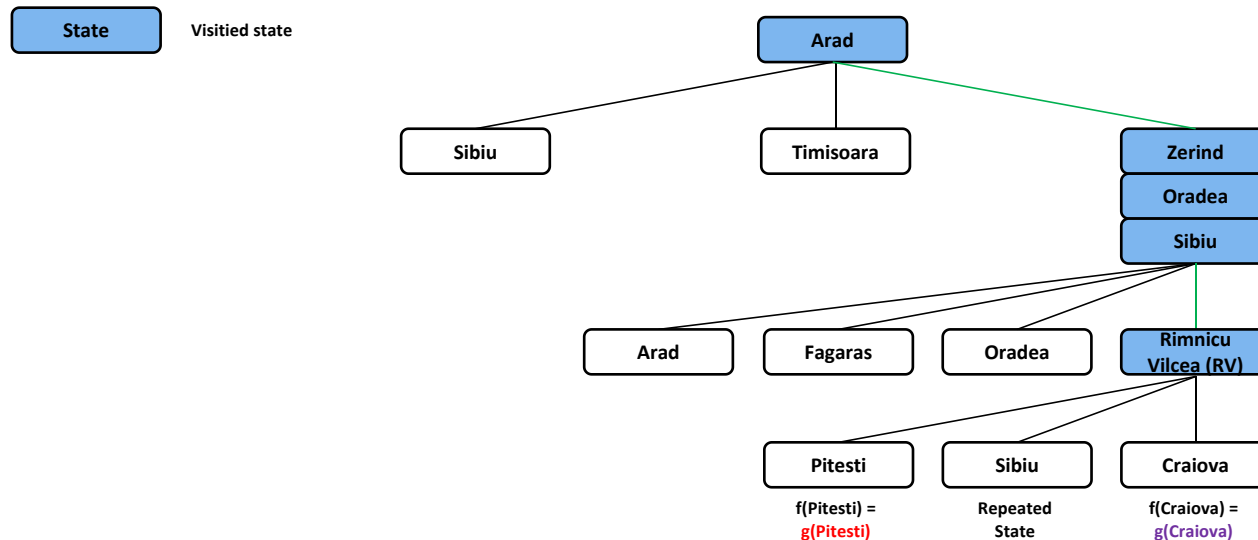 State
Visitied state
Arad
Sibiu
Timisoara
Zerind
Oradea
Sibiu
Arad
Fagaras
Oradea
Rimnicu
Vilcea (RV)
Pitesti
Sibiu
Craiova
f(Pitesti) =
g(Pitesti)
Repeated
State
f(Craiova) =
g(Craiova)